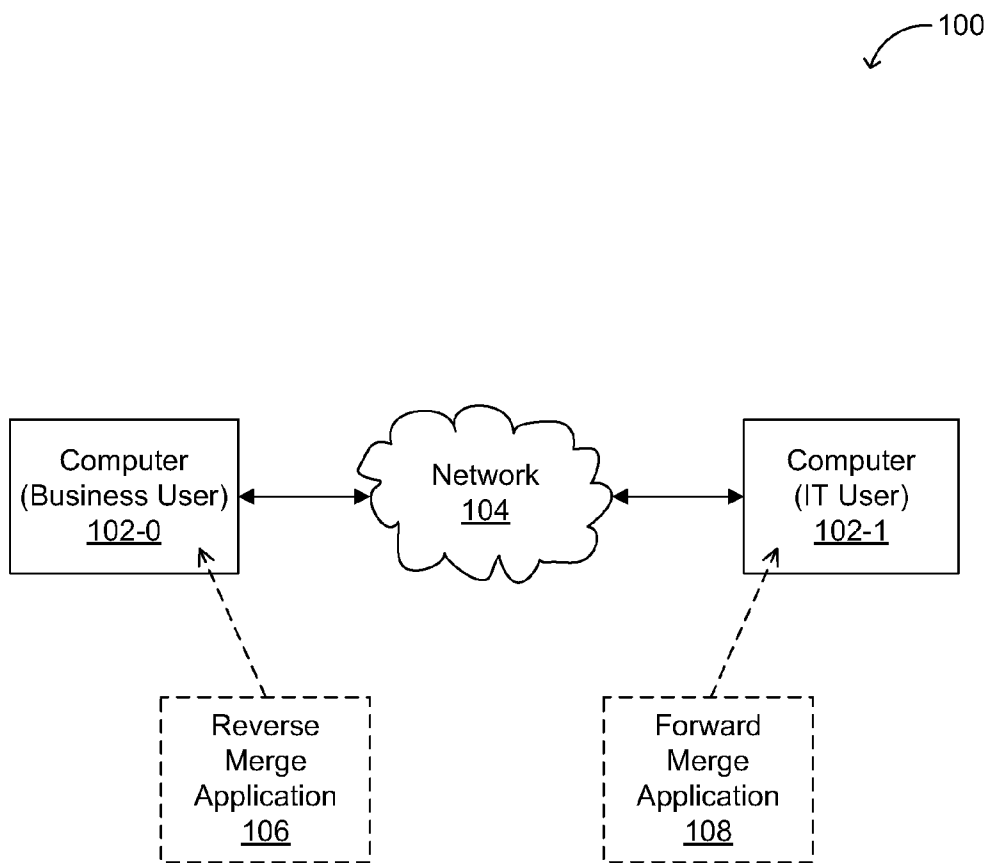 100
Computer
(Business User)
102-0
Network
104
Computer
(IT User)
102-1
Reverse
Merge
Application
106
Forward
Merge
Application
108